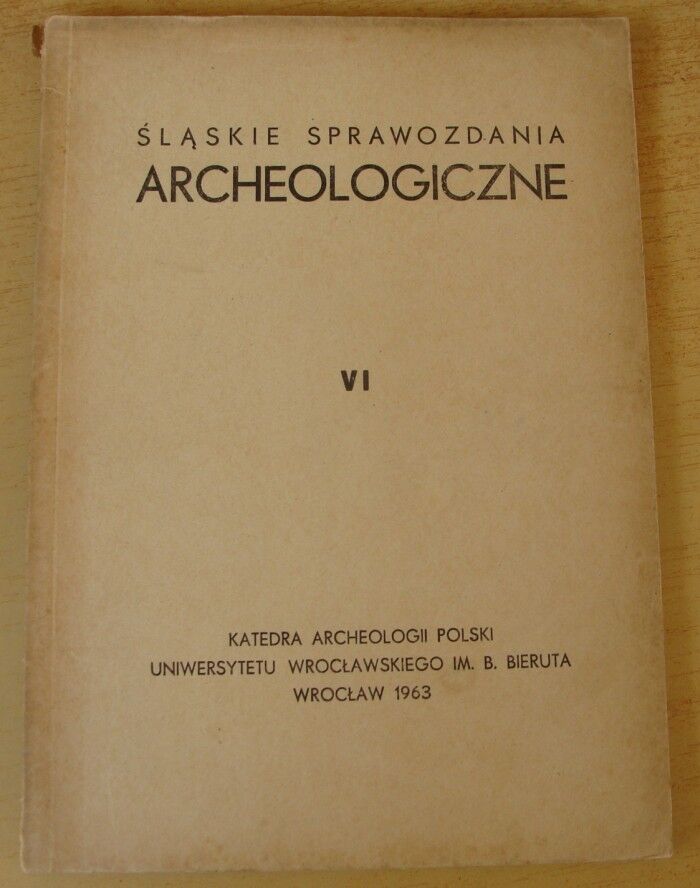 ŚLĄSKIE SPRAWOZDANIA
ARCHEOLOGICZNE
VI
KATEDRA ARCHEOLOGII POLSKI
UNIWERSYTETU WROCŁAWSKIEGO IM. B. BIERUTA
WROCŁAW 1963